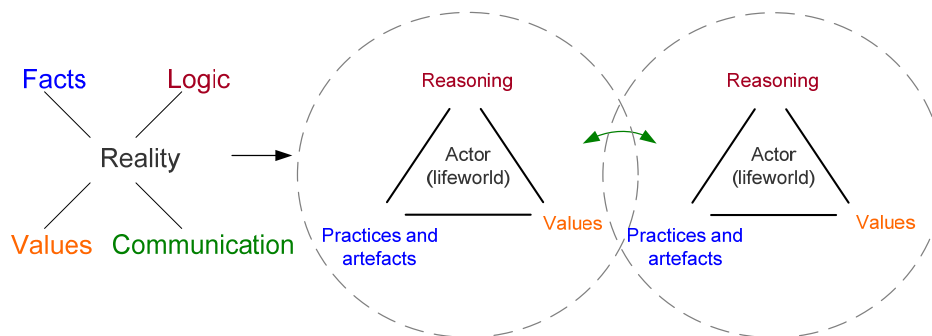 Facts
Logic
Reality
Values
Communication
Reasoning
Actor
(lifeworld)
Practices and
artefacts
Values
Reasoning
Actor
(lifeworld)
Practices and
artefacts
Values